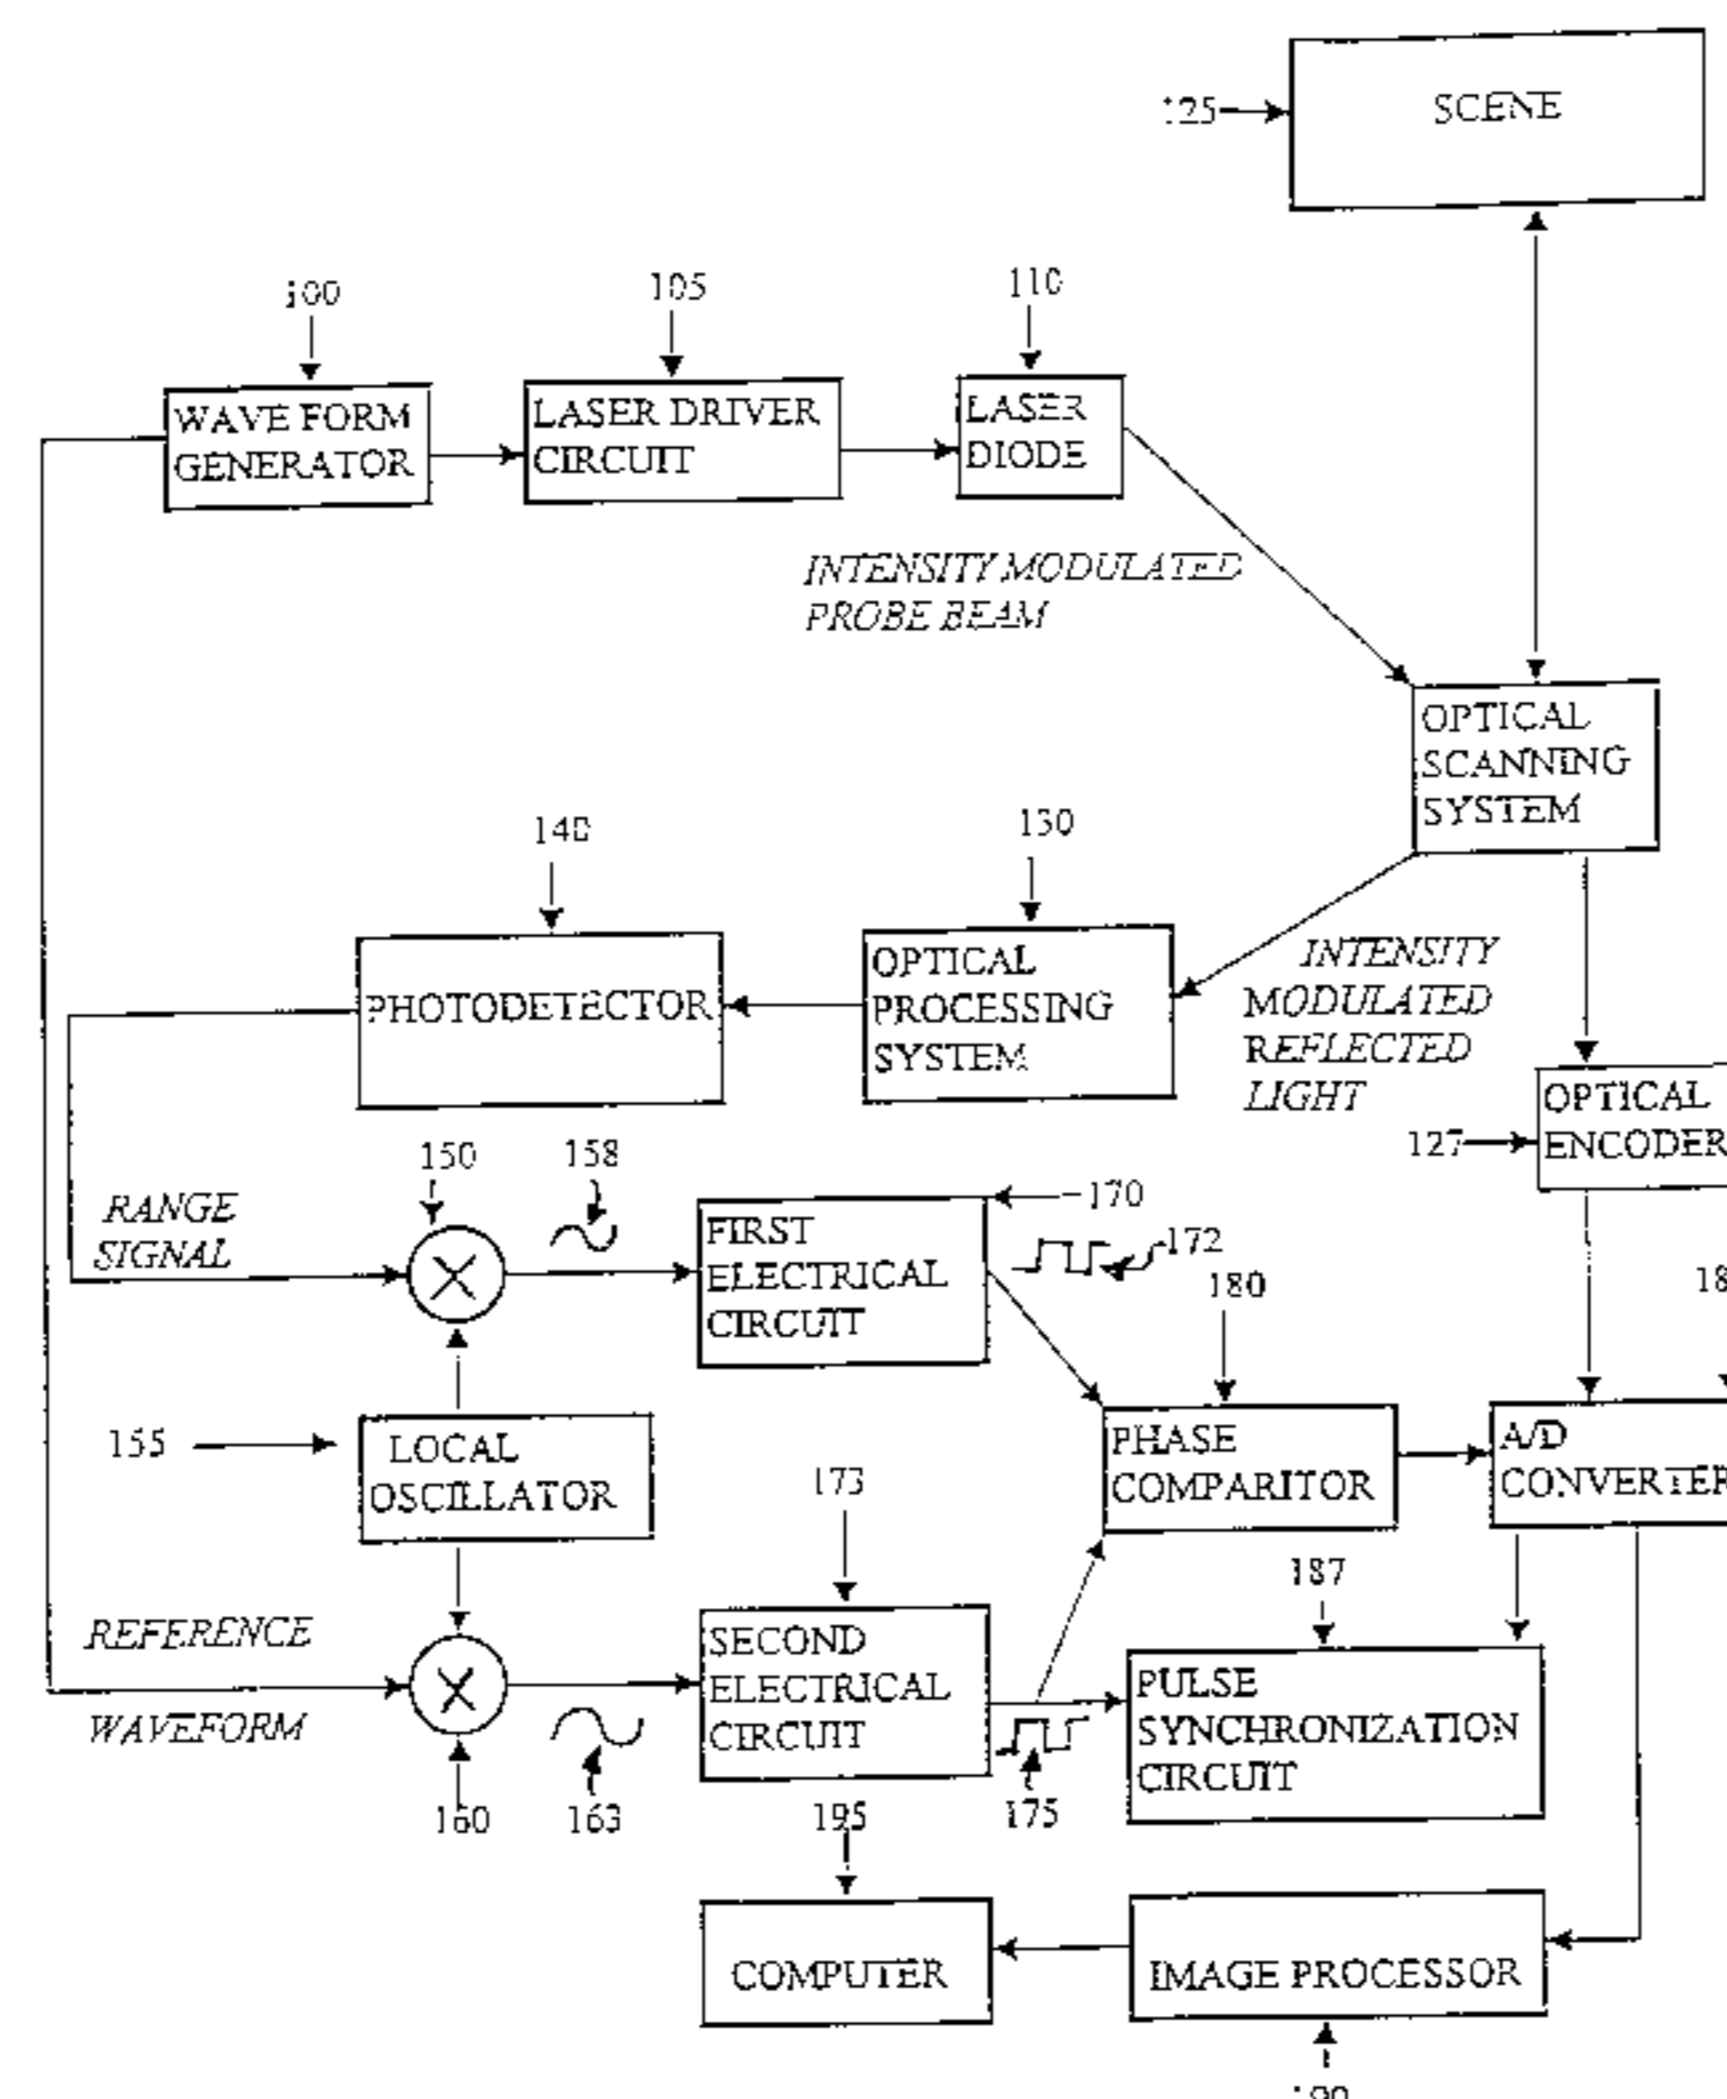 SCENE
125
100
105
110
WAVE FORM
GENERATOR
LASER DRIVER
CIRCUIT
LASER
DIODE
INTENSITY MODULATED
PROBE BEAM
OPTICAL
SCANNING
SYSTEM
140
130
PHOTODETECTOR
OPTICAL
PROCESSING
SYSTEM
INTENSITY
MODULATED
REFLECTED
LIGHT
OPTICAL
ENCODER
127
150
158
170
RANGE
SIGNAL
FIRST
ELECTRICAL
CIRCUIT
172
180
155
LOCAL
OSCILLATOR
173
PHASE
COMPARITOR
A/D
CONVERTER
187
REFERENCE
WAVEFORM
SECOND
ELECTRICAL
CIRCUIT
PULSE
SYNCHRONIZATION
CIRCUIT
160
163
195
175
COMPUTER
IMAGE PROCESSOR